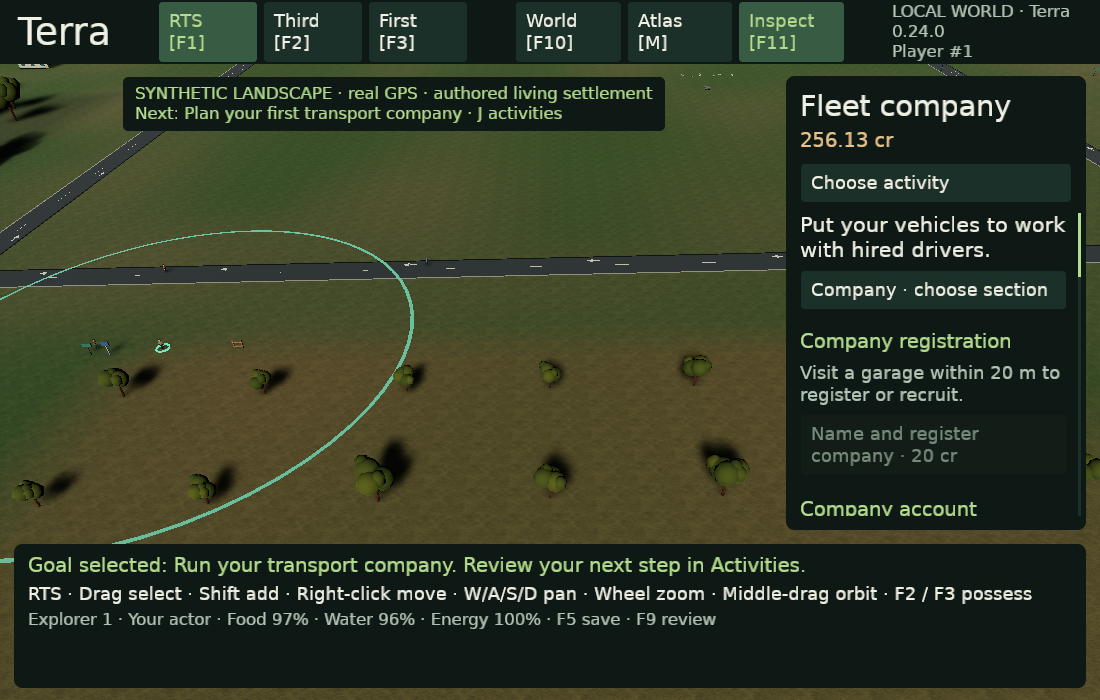 Terra
RTS
[F1]
Third
[F2]
First
[F3]
World
[F10]
Atlas
[M]
Inspect
[F11]
LOCAL WORLD · Terra
0.24.0
Player #1
SYNTHETIC LANDSCAPE · real GPS · authored living settlement
Next: Plan your first transport company · J activities
Fleet company
256.13 cr
Choose activity
Put your vehicles to work
with hired drivers.
Company · choose section
Company registration
Visit a garage within 20 m to
register or recruit.
Name and register
company · 20 cr
Company account
Goal selected: Run your transport company. Review your next step in Activities.
RTS · Drag select · Shift add · Right-click move · W/A/S/D pan · Wheel zoom · Middle-drag orbit · F2 / F3 possess
Explorer 1 · Your actor · Food 97% · Water 96% · Energy 100% · F5 save · F9 review